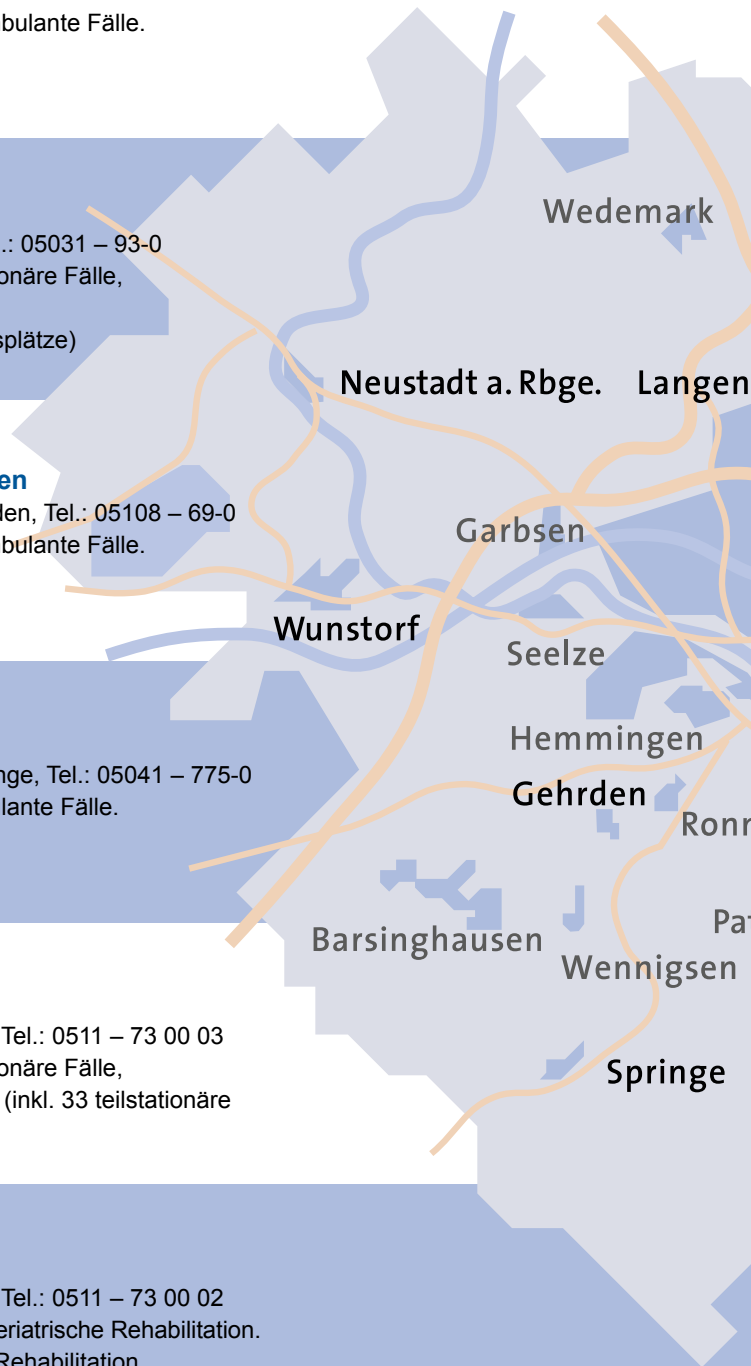 bulante Fälle.
.: 05031 – 93-0
onäre Fälle,
splätze)
en
den, Tel.: 05108 – 69-0
bulante Fälle.
nge, Tel.: 05041 – 775-0
lante Fälle.
Tel.: 0511 – 73 00 03
onäre Fälle,
(inkl. 33 teilstationäre
Tel.: 0511 – 73 00 02
eriatrische Rehabilitation.
Rehabilitation
Wedemark
Neustadt a. Rbge. Langen
Garbsen
Wunstorf
Seelze
Hemmingen
Gehrden
Ronn
Pat
Barsinghausen
Wennigsen
Springe